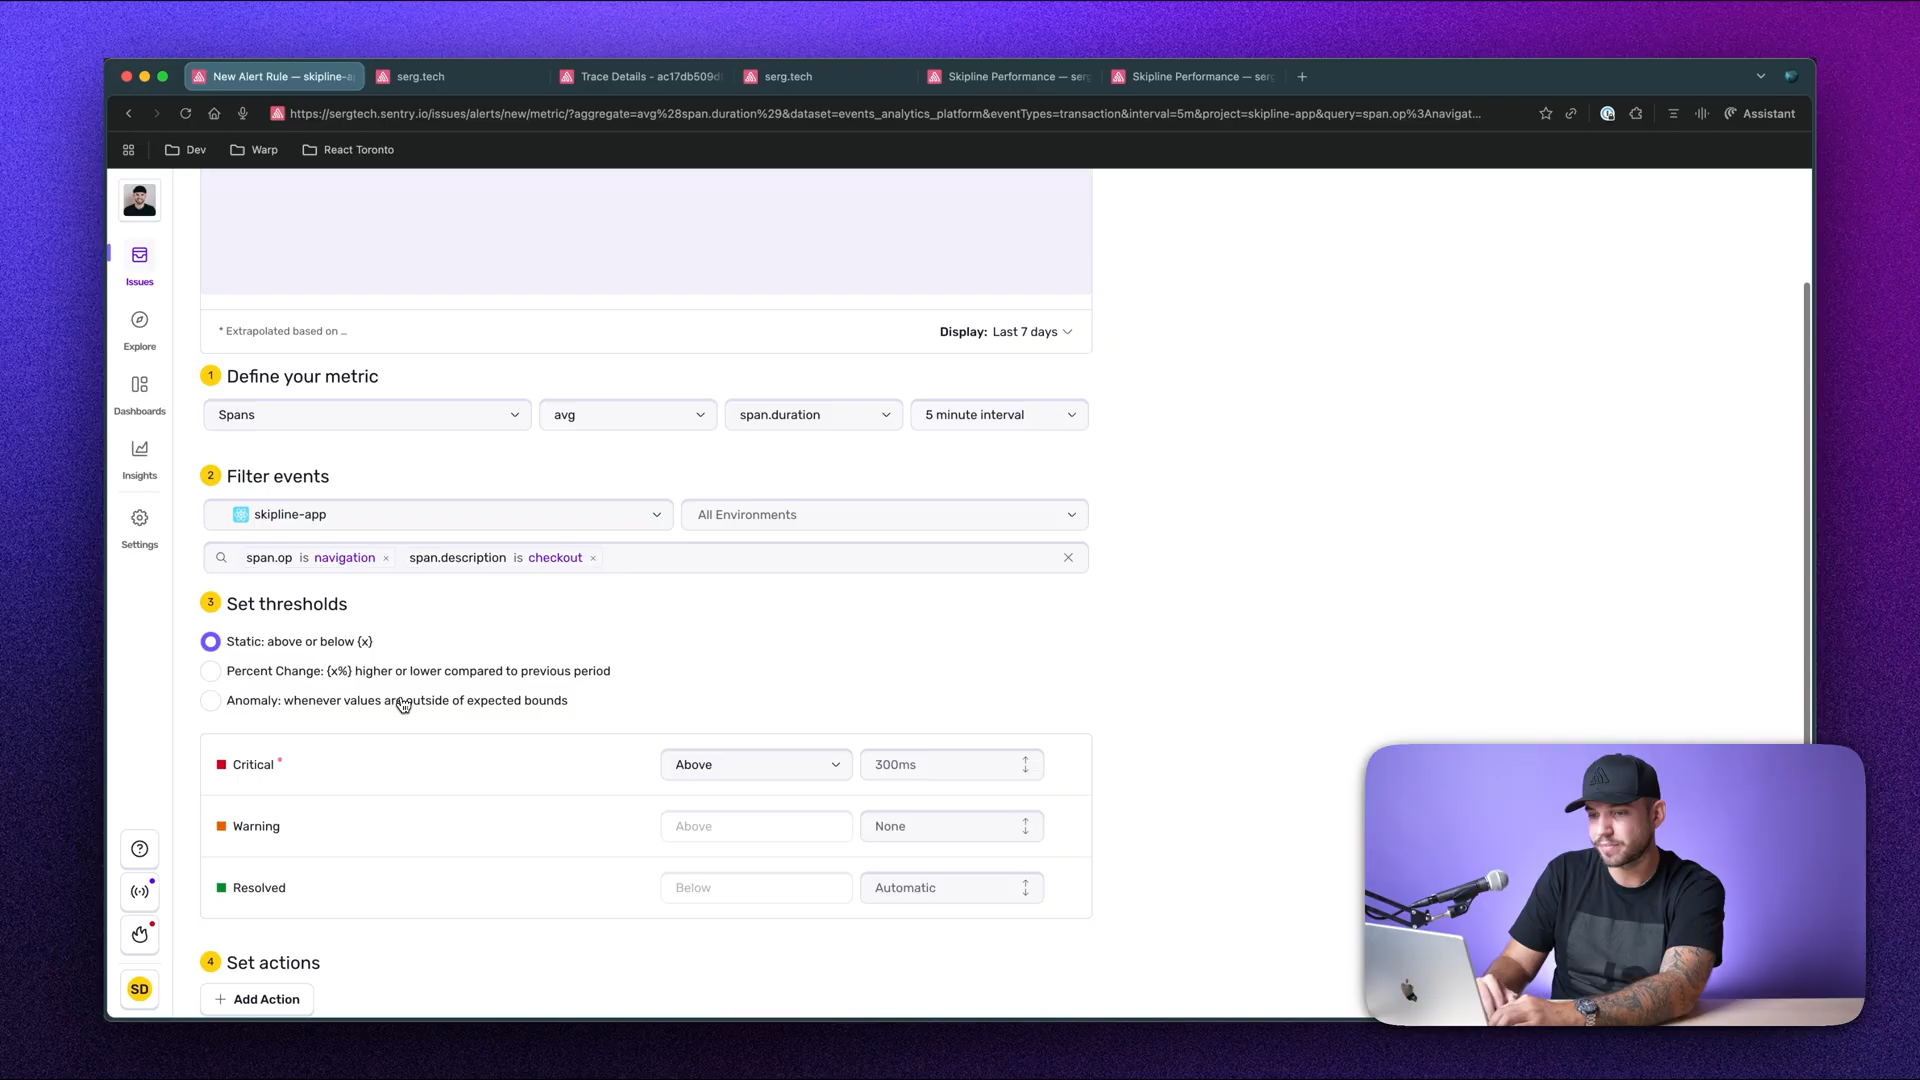 New Alert Rule — skipline-a
serg.tech
Trace Details - ac17db509d
serg.tech
Skipline Performance — serg
Skipline Performance — serg
https://sergtech.sentry.io/issues/alerts/new/metric/?aggregate=avg%28span.duration%29&dataset=events_analytics_platform&eventTypes=transaction&interval=5m&project=skipline-app&query=span.op%3Anavigat...
Assistant
Dev
Warp
React Toronto
Issues
Explore
Dashboards
Insights
Settings
SD
* Extrapolated based on …
Display: Last 7 days
1 Define your metric
Spans
avg
span.duration
5 minute interval
2 Filter events
skipline-app
All Environments
span.op is navigation × span.description is checkout ×
3 Set thresholds
Static: above or below {x}
Percent Change: {x%} higher or lower compared to previous period
Anomaly: whenever values are outside of expected bounds
Critical *
Above
300ms
Warning
Above
None
Resolved
Below
Automatic
4 Set actions
+ Add Action